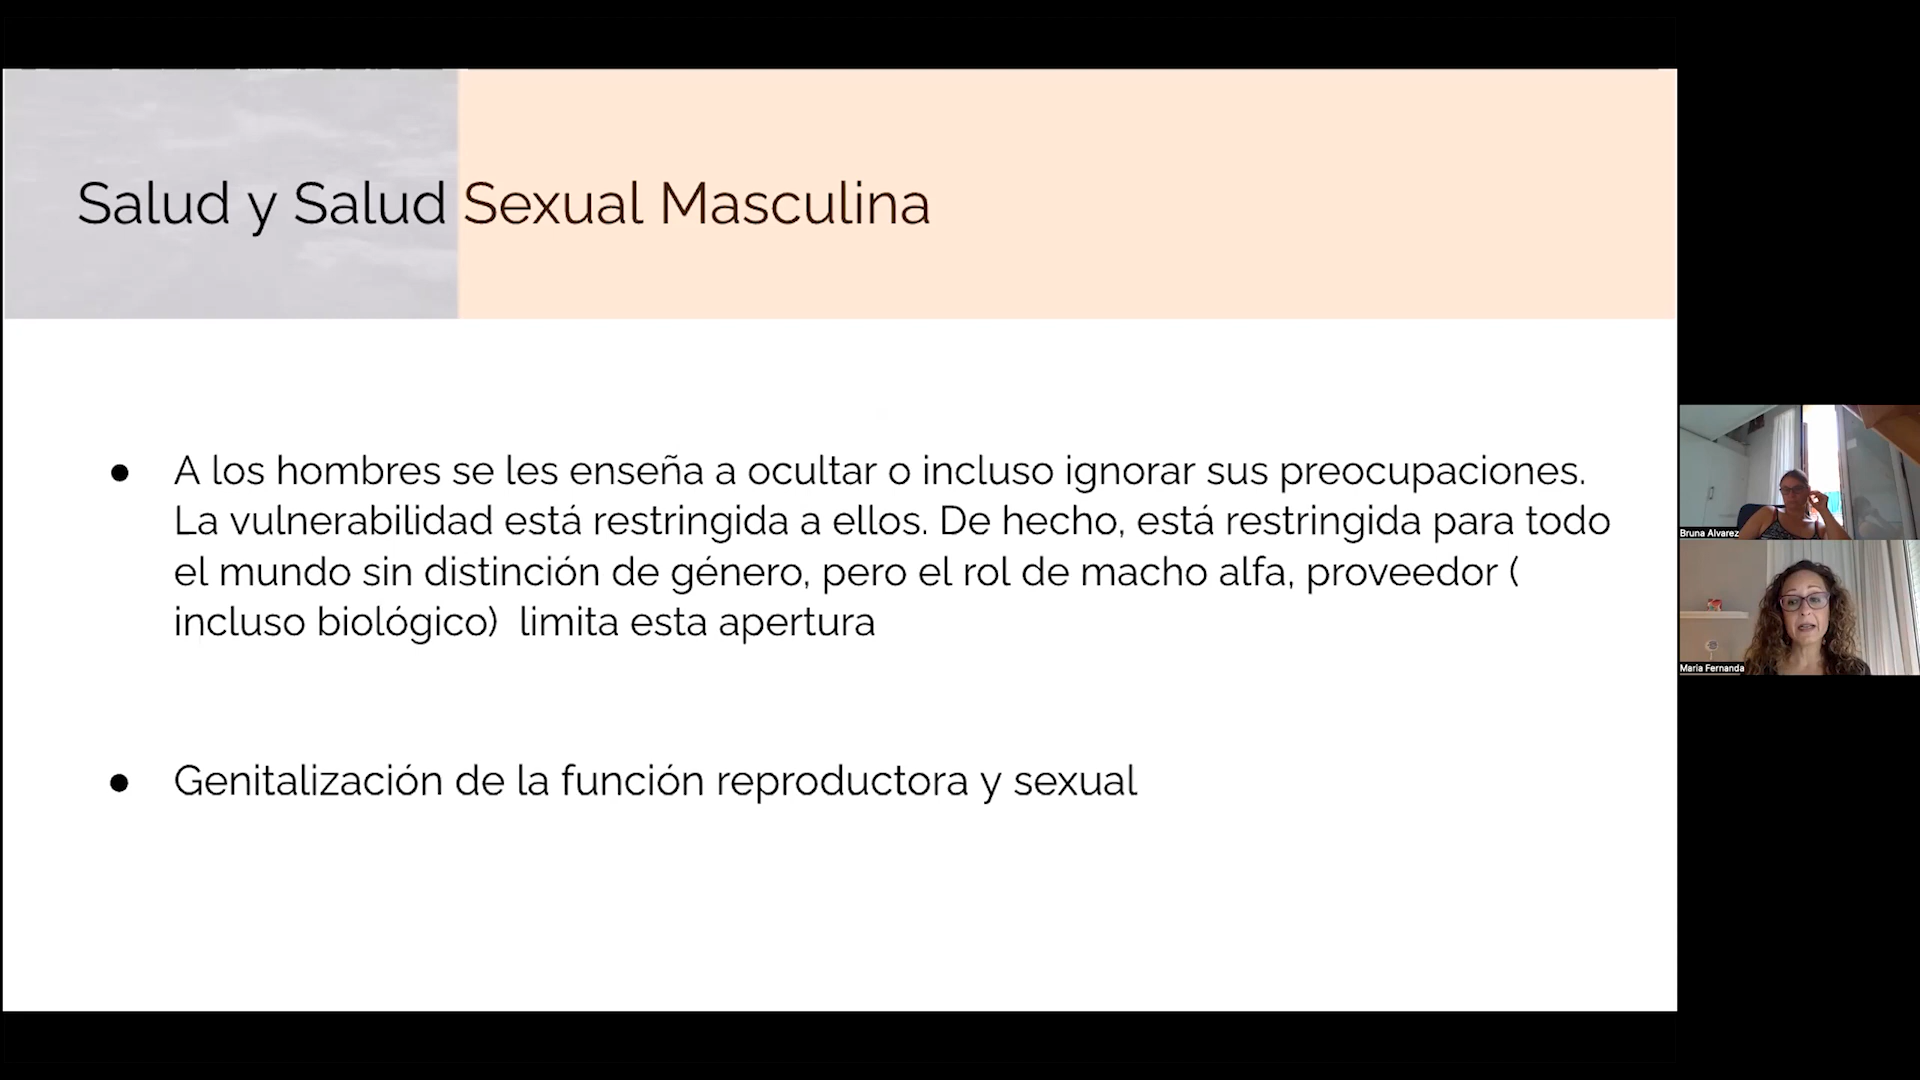 Salud y Salud Sexual Masculina
● A los hombres se les enseña a ocultar o incluso ignorar sus preocupaciones.
La vulnerabilidad está restringida a ellos. De hecho, está restringida para todo
el mundo sin distinción de género, pero el rol de macho alfa, proveedor (
incluso biológico)  limita esta apertura
● Genitalización de la función reproductora y sexual
Bruna Alvarez
Maria Fernanda